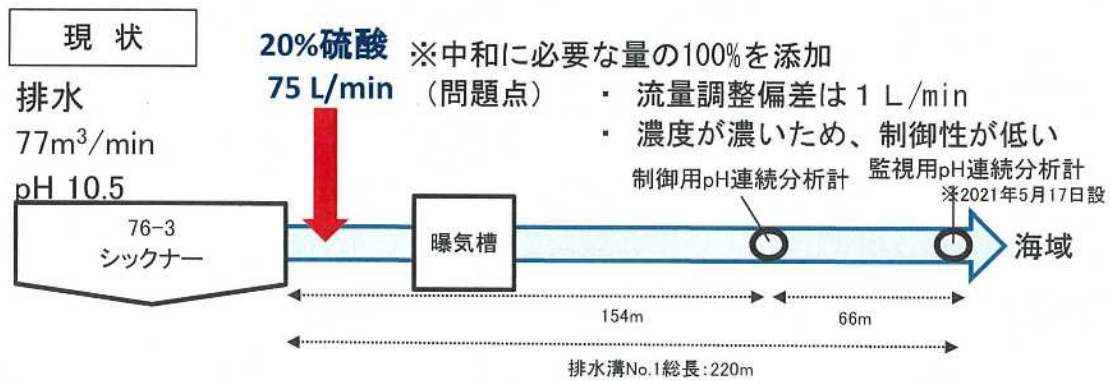 現 状
20%硫酸
75 L/min
※中和に必要な量の100%を添加
(問題点) ・ 流量調整偏差は1 L/min
・ 濃度が濃いため、制御性が低い
排水
77m³/min
pH 10.5
制御用pH連続分析計
監視用pH連続分析計
※2021年5月17日設
76-3
シックナー
曝気槽
海域
154m
66m
排水溝No.1総長:220m